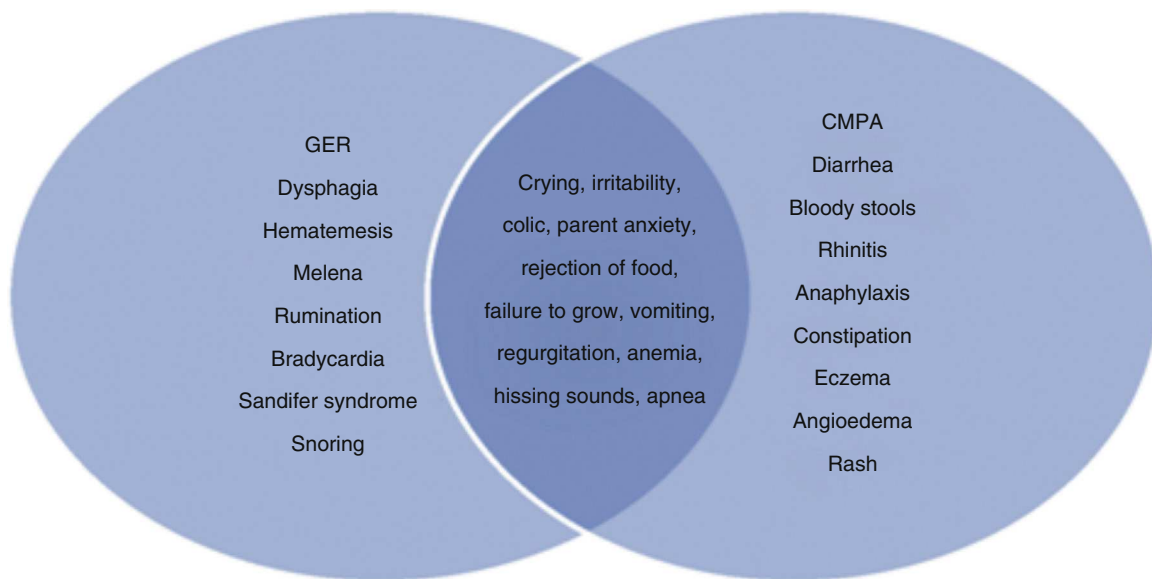 GER
Dysphagia
Hematemesis
Melena
Rumination
Bradycardia
Sandifer syndrome
Snoring
Crying, irritability,
colic, parent anxiety,
rejection of food,
failure to grow, vomiting,
regurgitation, anemia,
hissing sounds, apnea
CMPA
Diarrhea
Bloody stools
Rhinitis
Anaphylaxis
Constipation
Eczema
Angioedema
Rash